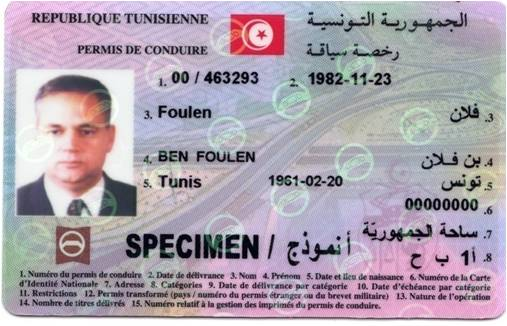 REPUBLIQUE TUNISIENNE الجمهورية التونسية
PERMIS DE CONDUIRE رخصة سياقة
1. 00 / 463293 2. 1982-11-23
3. Foulen 3. فلان
4. BEN FOULEN 4. بن فلان
5. Tunis 1961-02-20 5. تونس
6. 00000000
7. ساحة الجمهورية
SPECIMEN / أنموذج 8. أ1 ب ح
1. Numéro du permis de conduire 2. Date de délivrance 3. Nom 4. Prénom 5. Date et lieu de naissance 6. Numéro de la Carte
d'Identité Nationale 7. Adresse 8. Catégories 9. Date de délivrance par catégorie 10. Date d'échéance par catégorie
11. Restrictions 12. Permis transformé (pays / numéro du permis étranger ou du brevet militaire) 13. Nature de l'opération
14. Nombre de titres délivrés 15. Numéro relatif à la gestion des imprimés du permis de conduire.